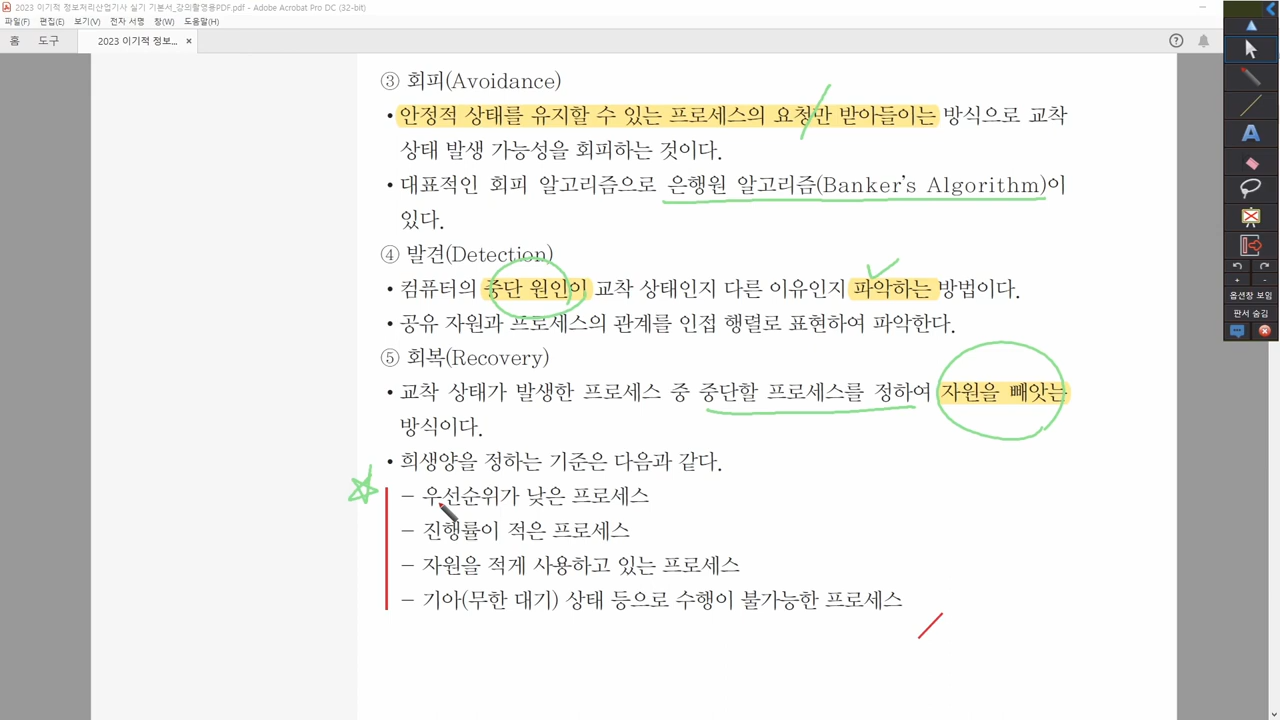 2023 이기적 정보처리산업기사 실기 기본서_강의촬영용PDF.pdf - Adobe Acrobat Pro DC (32-bit)
파일(F) 편집(E) 보기(V) 전자 서명 창(W) 도움말(H)
홈 도구 2023 이기적 정보... ×
③ 회피(Avoidance)
• 안정적 상태를 유지할 수 있는 프로세스의 요청만 받아들이는 방식으로 교착
상태 발생 가능성을 회피하는 것이다.
• 대표적인 회피 알고리즘으로 은행원 알고리즘(Banker's Algorithm)이
있다.
④ 발견(Detection)
• 컴퓨터의 중단 원인이 교착 상태인지 다른 이유인지 파악하는 방법이다.
• 공유 자원과 프로세스의 관계를 인접 행렬로 표현하여 파악한다.
⑤ 회복(Recovery)
• 교착 상태가 발생한 프로세스 중 중단할 프로세스를 정하여 자원을 빼앗는
방식이다.
• 희생양을 정하는 기준은 다음과 같다.
– 우선순위가 낮은 프로세스
– 진행률이 적은 프로세스
– 자원을 적게 사용하고 있는 프로세스
– 기아(무한 대기) 상태 등으로 수행이 불가능한 프로세스
A
옵션창 보임
판서 숨김